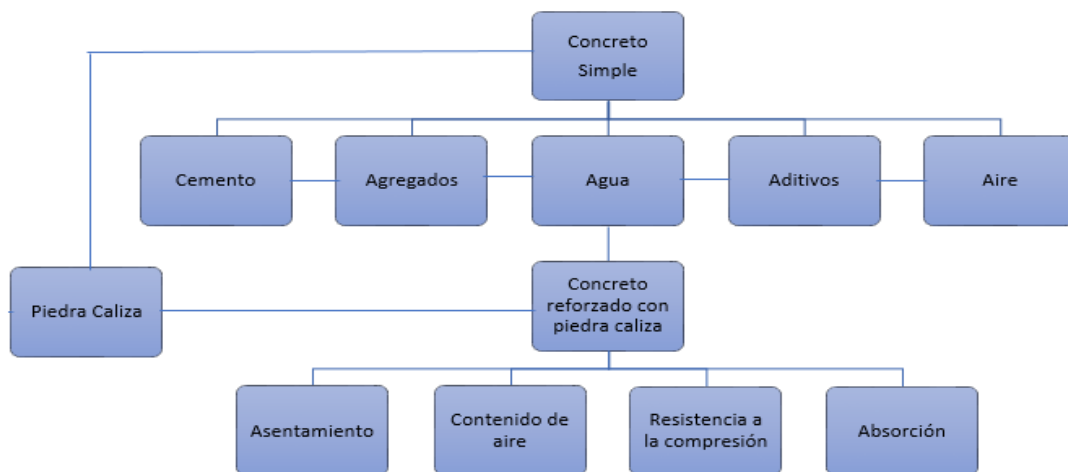 Concreto
Simple
Cemento
Agregados
Agua
Aditivos
Aire
Piedra Caliza
Concreto
reforzado con
piedra caliza
Asentamiento
Contenido de
aire
Resistencia a
la compresión
Absorción